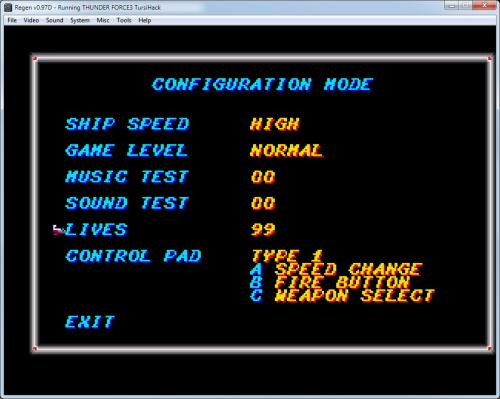 Regen v0.97D - Running THUNDER FORCE3 TursiHack
File Video Sound System Misc Tools Help
CONFIGURATION MODE
SHIP SPEED HIGH
GAME LEVEL NORMAL
MUSIC TEST 00
SOUND TEST 00
LIVES 99
CONTROL PAD TYPE 1
A SPEED CHANGE
B FIRE BUTTON
C WEAPON SELECT
EXIT